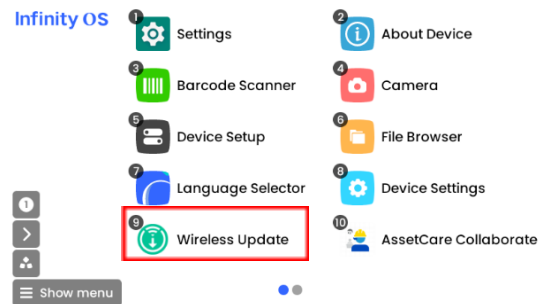 Infinity OS
1 Settings
2 About Device
3 Barcode Scanner
4 Camera
5 Device Setup
6 File Browser
7 Language Selector
8 Device Settings
9 Wireless Update
10 AssetCare Collaborate
1
Show menu